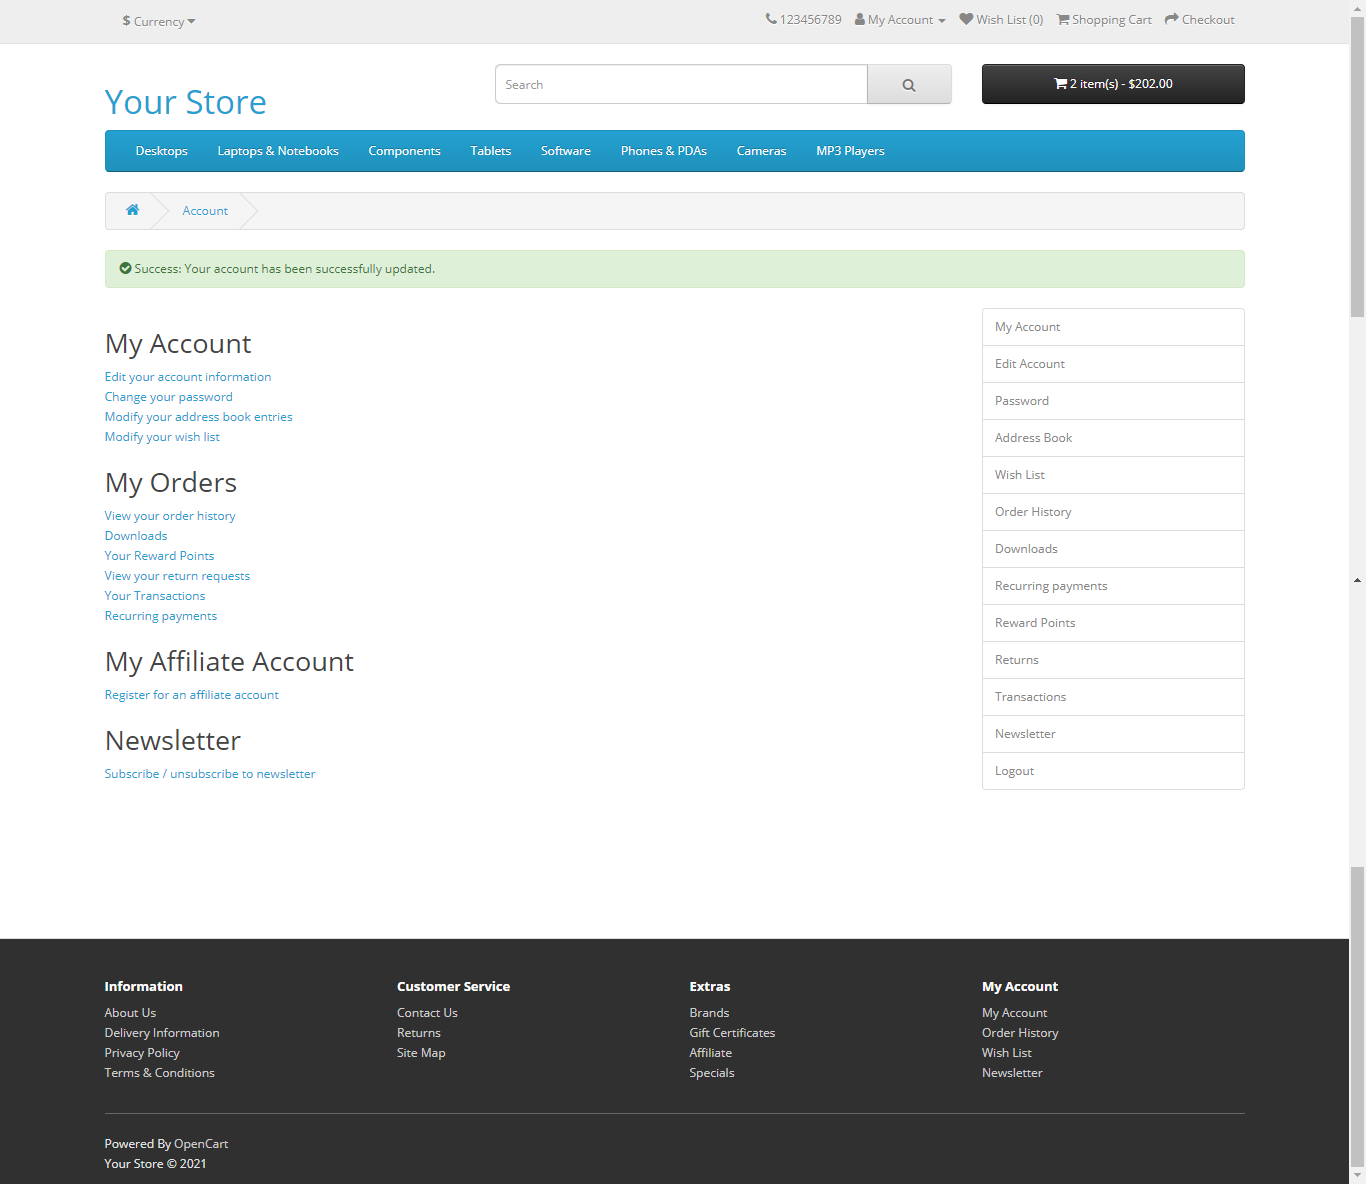 $ Currency
123456789 My Account Wish List (0) Shopping Cart Checkout
Your Store
Search
2 item(s) - $202.00
Desktops Laptops & Notebooks Components Tablets Software Phones & PDAs Cameras MP3 Players
Account
Success: Your account has been successfully updated.
My Account
Edit your account information
Change your password
Modify your address book entries
Modify your wish list
My Orders
View your order history
Downloads
Your Reward Points
View your return requests
Your Transactions
Recurring payments
My Affiliate Account
Register for an affiliate account
Newsletter
Subscribe / unsubscribe to newsletter
My Account
Edit Account
Password
Address Book
Wish List
Order History
Downloads
Recurring payments
Reward Points
Returns
Transactions
Newsletter
Logout
Information
About Us
Delivery Information
Privacy Policy
Terms & Conditions
Customer Service
Contact Us
Returns
Site Map
Extras
Brands
Gift Certificates
Affiliate
Specials
My Account
My Account
Order History
Wish List
Newsletter
Powered By OpenCart
Your Store © 2021